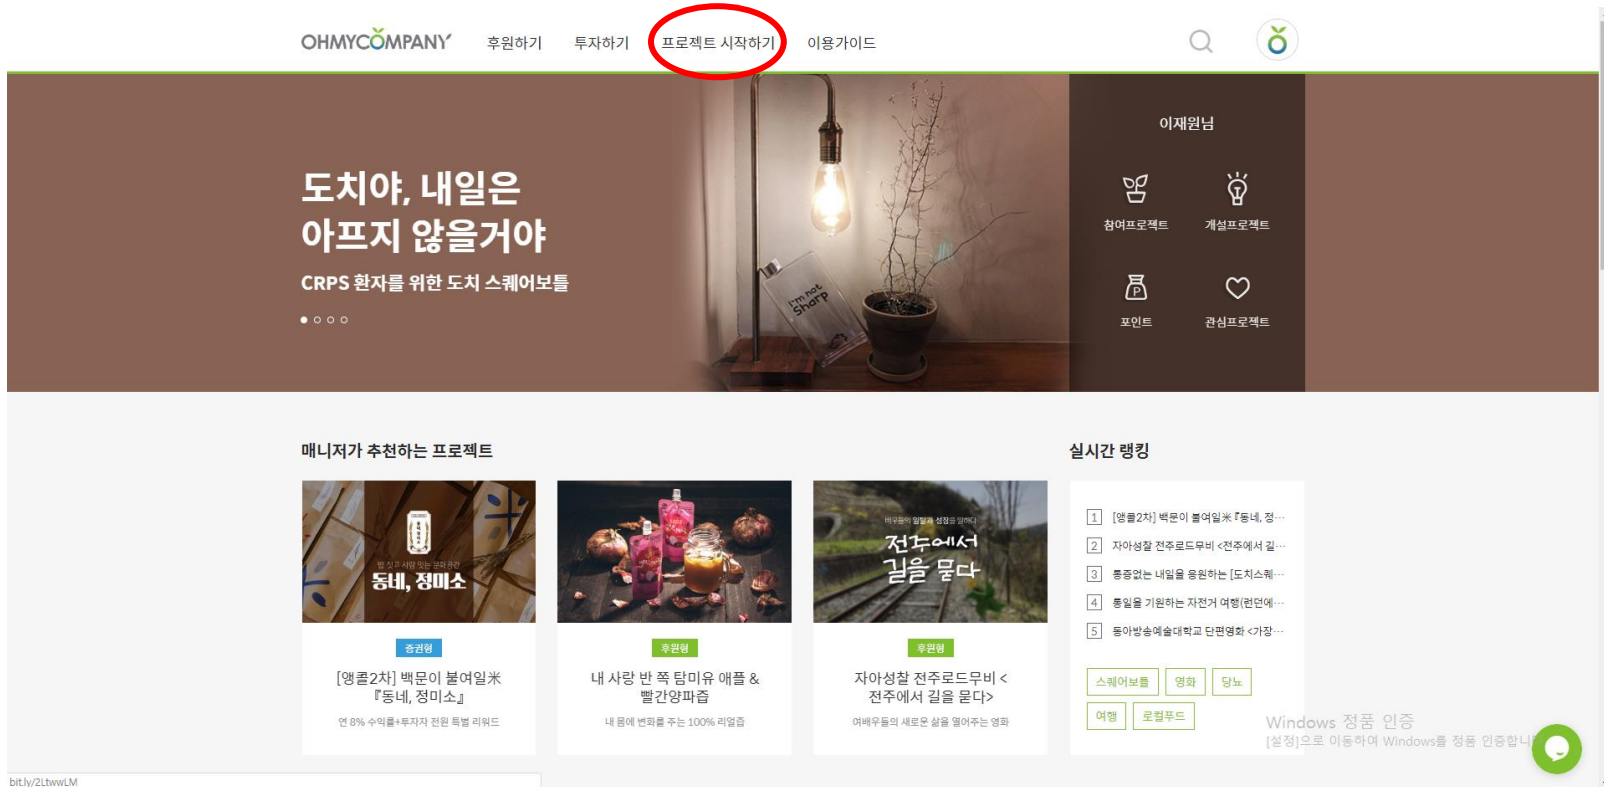 OHMYCOMPANY
후원하기
투자하기
프로젝트 시작하기
이용가이드
도치야, 내일은
아프지 않을거야
CRPS 환자를 위한 도치 스퀘어보틀
I'm not
Sharp
이재원님
참여프로젝트
개설프로젝트
P
포인트
관심프로젝트
매니저가 추천하는 프로젝트
동네, 정미소
증권형
[앵콜2차] 백문이 불여일米
『동네, 정미소』
연 8% 수익률+투자자 전원 특별 리워드
후원형
내 사랑 반 쪽 탐미유 애플 &
빨간양파즙
내 몸에 변화를 주는 100% 리얼즙
배우들의 일탈과 성장을 말하다
전주에서
길을 묻다
후원형
자아성찰 전주로드무비 <
전주에서 길을 묻다>
여배우들의 새로운 삶을 열어주는 영화
실시간 랭킹
1 [앵콜2차] 백문이 불여일米『동네, 정…
2 자아성찰 전주로드무비 <전주에서 길…
3 통증없는 내일을 응원하는 [도치스퀘…
4 통일을 기원하는 자전거 여행(런던에…
5 동아방송예술대학교 단편영화 <가장…
스퀘어보틀
영화
당뇨
여행
로컬푸드
Windows 정품 인증
[설정]으로 이동하여 Windows를 정품 인증합니
bit.ly/2LtwwLM